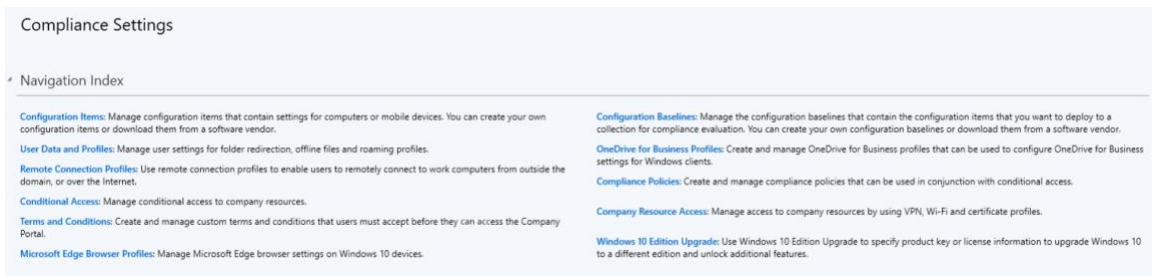 Compliance Settings
Navigation Index
Configuration Items: Manage configuration items that contain settings for computers or mobile devices. You can create your own
configuration items or download them from a software vendor.
User Data and Profiles: Manage user settings for folder redirection, offline files and roaming profiles.
Remote Connection Profiles: Use remote connection profiles to enable users to remotely connect to work computers from outside the
domain, or over the Internet.
Conditional Access: Manage conditional access to company resources.
Terms and Conditions: Create and manage custom terms and conditions that users must accept before they can access the Company
Portal.
Microsoft Edge Browser Profiles: Manage Microsoft Edge browser settings on Windows 10 devices.
Configuration Baselines: Manage the configuration baselines that contain the configuration items that you want to deploy to a
collection for compliance evaluation. You can create your own configuration baselines or download them from a software vendor.
OneDrive for Business Profiles: Create and manage OneDrive for Business profiles that can be used to configure OneDrive for Business
settings for Windows clients.
Compliance Policies: Create and manage compliance policies that can be used in conjunction with conditional access.
Company Resource Access: Manage access to company resources by using VPN, Wi-Fi and certificate profiles.
Windows 10 Edition Upgrade: Use Windows 10 Edition Upgrade to specify product key or license information to upgrade Windows 10
to a different edition and unlock additional features.